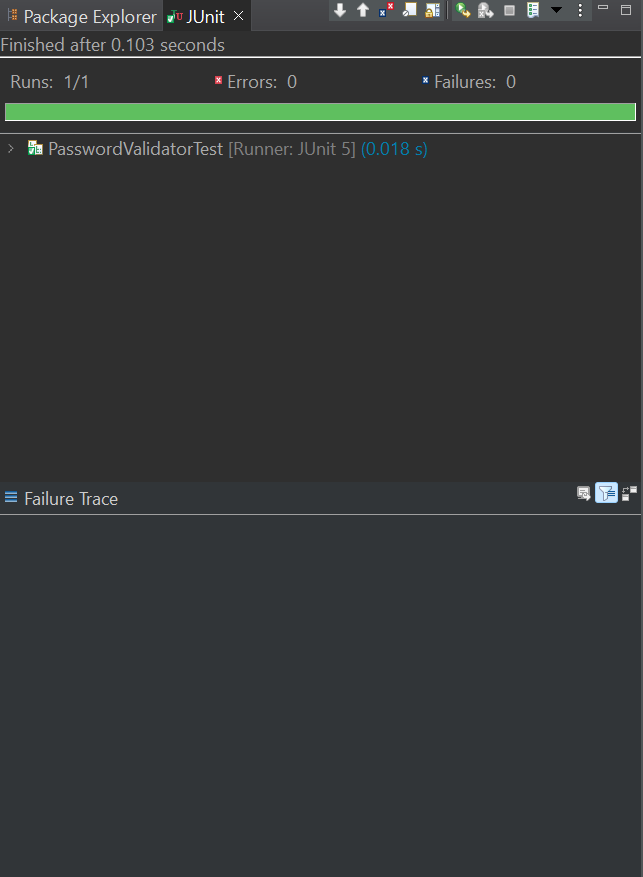 Package Explorer JUnit
Finished after 0.103 seconds
Runs: 1/1 Errors: 0 Failures: 0
PasswordValidatorTest [Runner: JUnit 5] (0.018 s)
Failure Trace